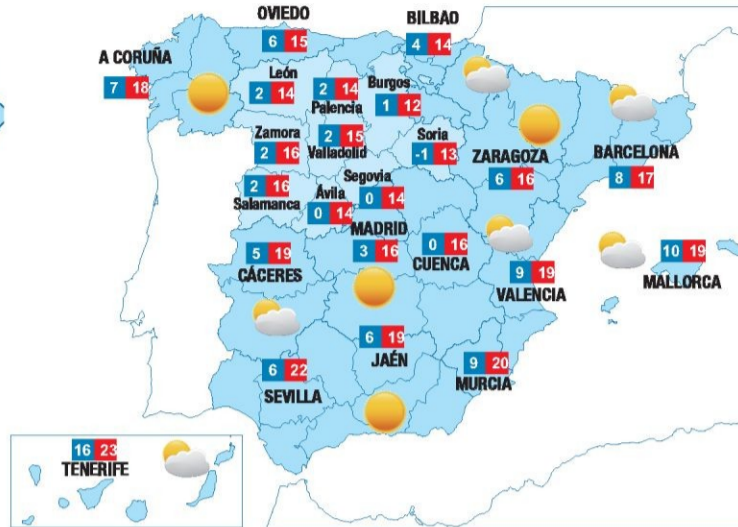 OVIEDO
6 15
BILBAO
4 14
A CORUÑA
7 18
León
2 14
2 14
Palencia
Burgos
1 12
Zamora
2 16
2 15
Valladolid
Soria
-1 13
ZARAGOZA
6 16
BARCELONA
8 17
2 16
Salamanca
Ávila
0 14
Segovia
0 14
MADRID
3 16
0 16
CUENCA
5 19
CÁCERES
9 19
VALENCIA
10 19
MALLORCA
6 19
JAÉN
6 22
SEVILLA
9 20
MURCIA
16 23
TENERIFE